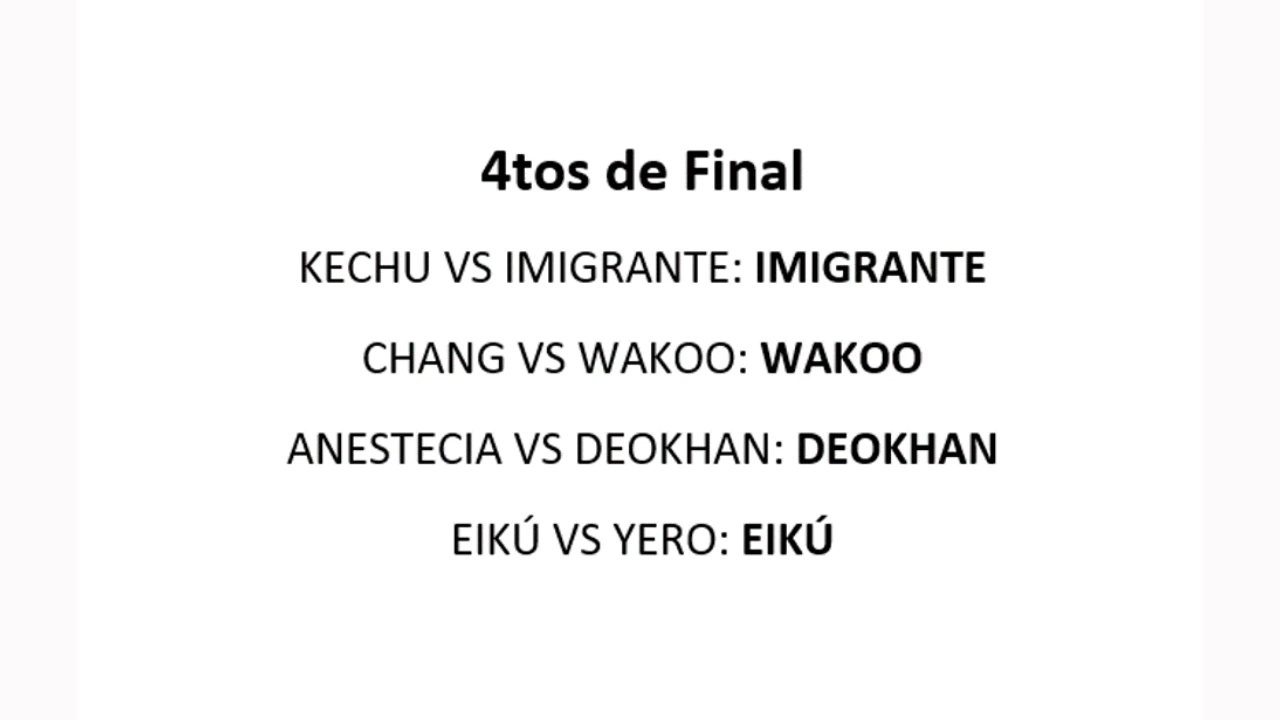 4tos de Final
KECHU VS IMIGRANTE: IMIGRANTE
CHANG VS WAKOO: WAKOO
ANESTECIA VS DEOKHAN: DEOKHAN
EIKÚ VS YERO: EIKÚ